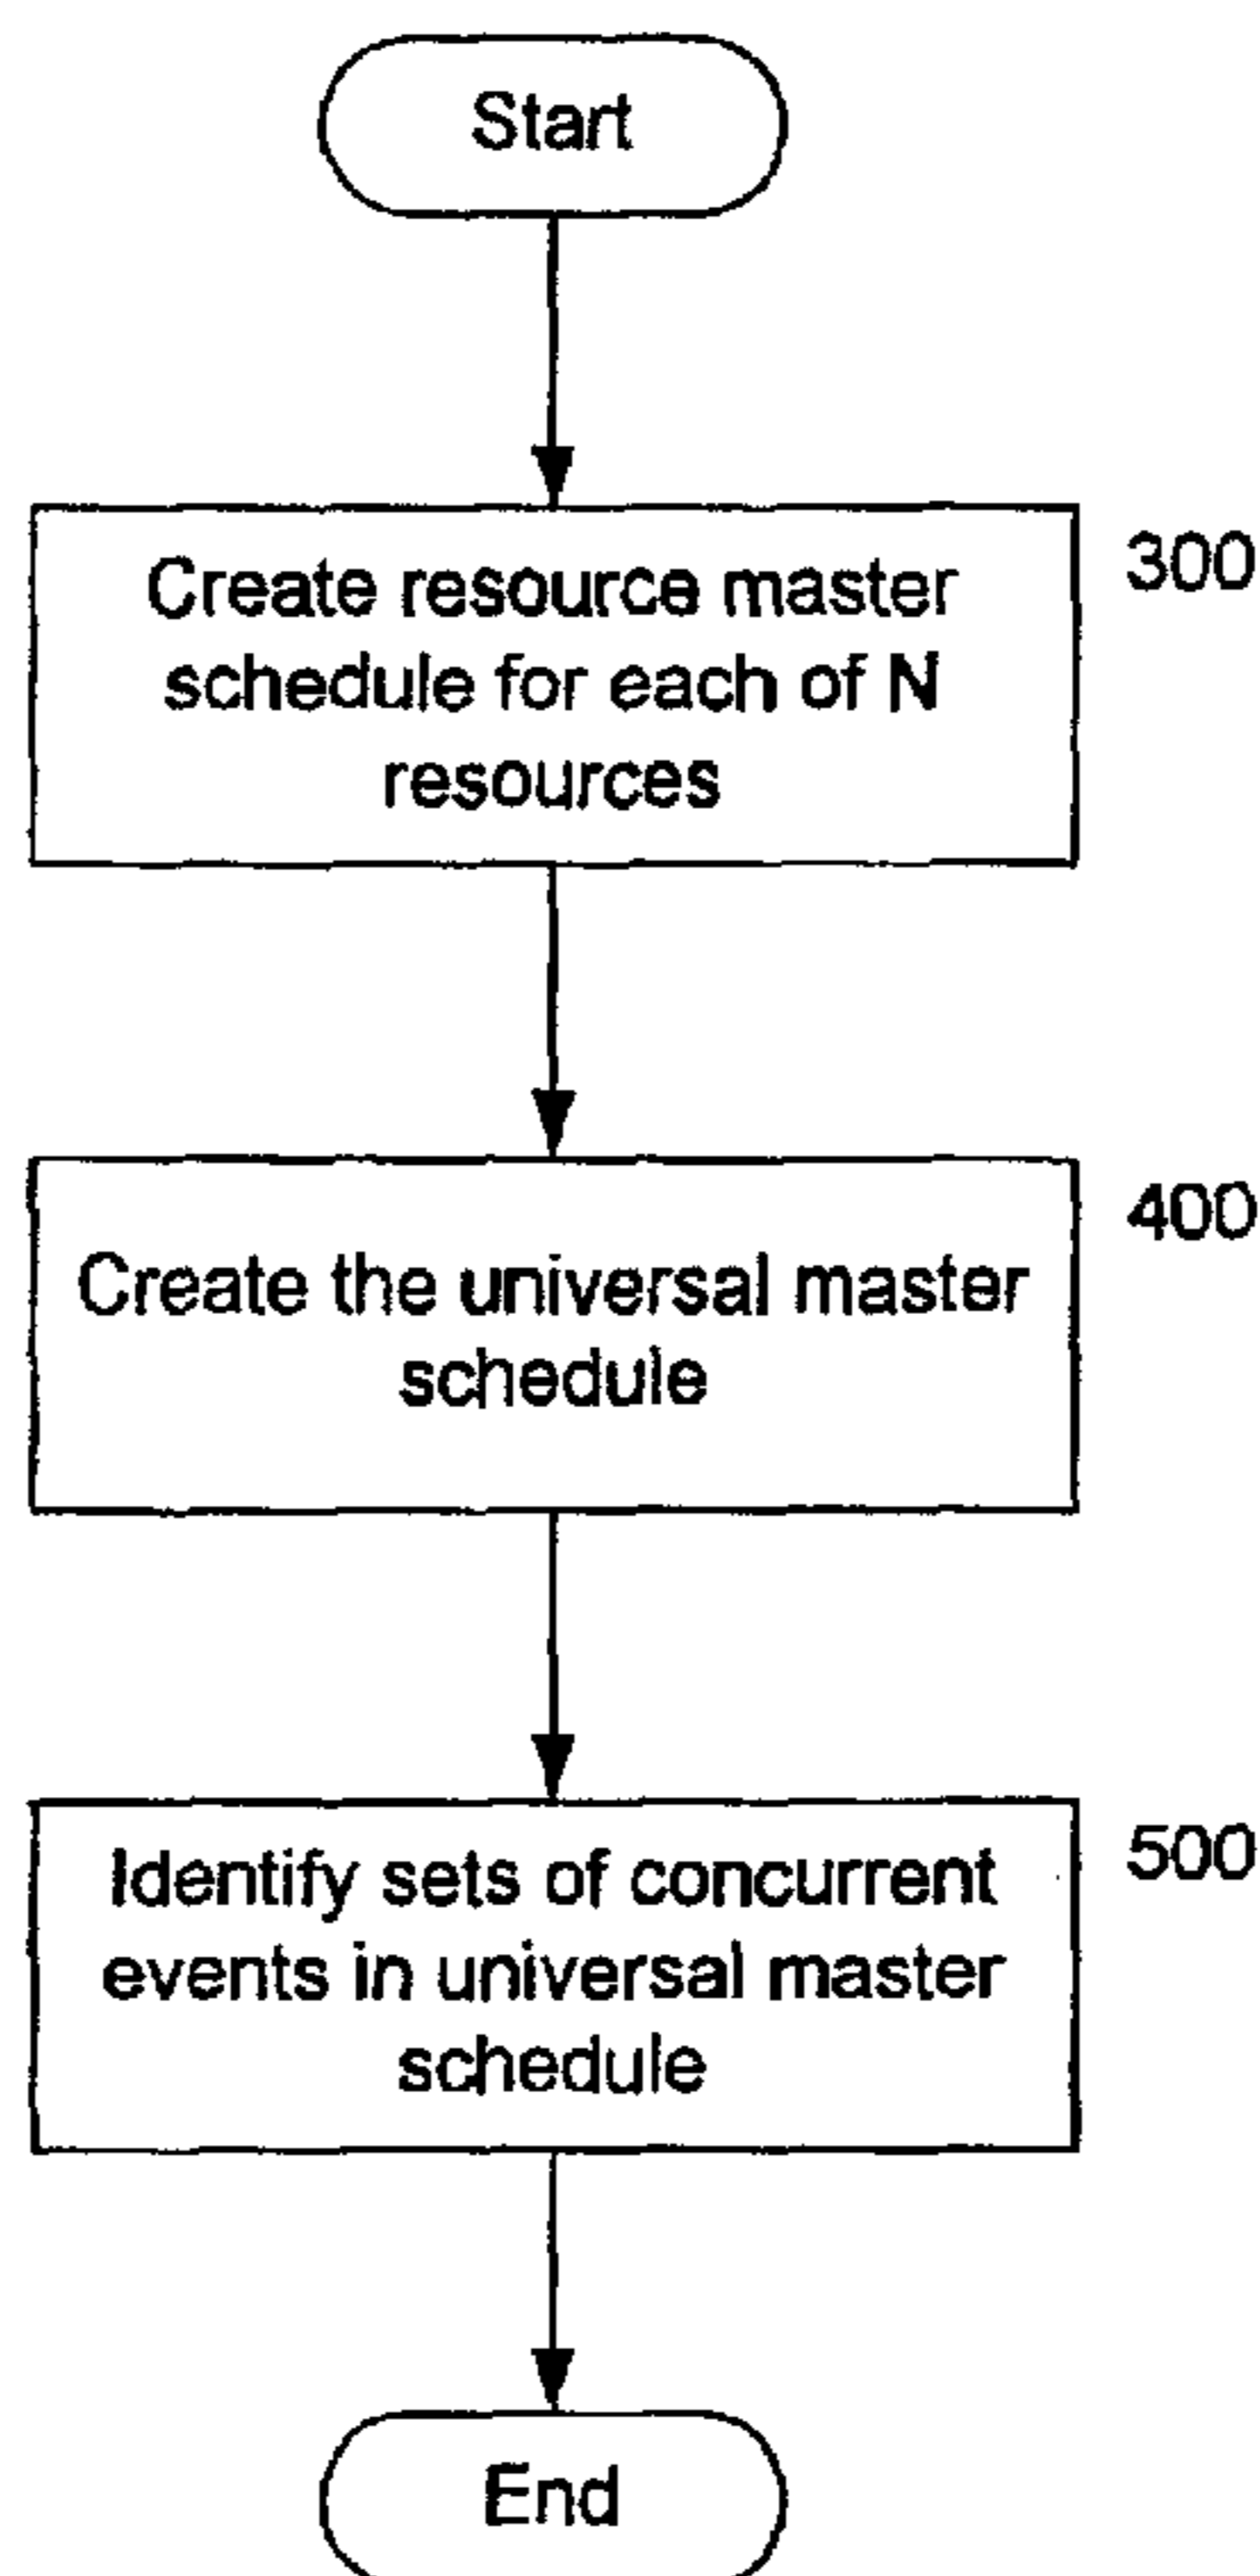 Start
Create resource master
schedule for each of N
resources
300
Create the universal master
schedule
400
Identify sets of concurrent
events in universal master
schedule
500
End